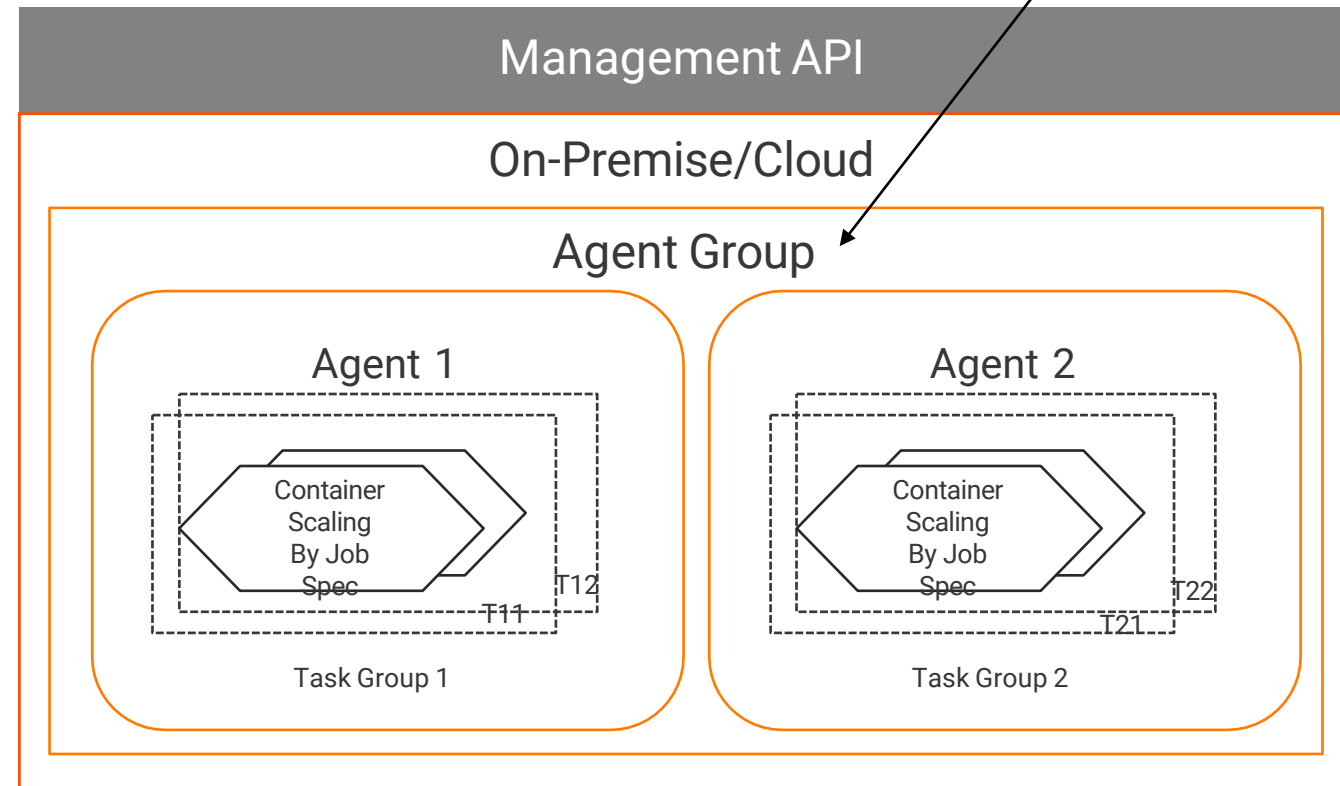 Management API
On-Premise/Cloud
Agent Group
Agent 1
Container
Scaling
By Job
Spec
T12
T11
Task Group 1
Agent 2
Container
Scaling
By Job
Spec
T22
T21
Task Group 2